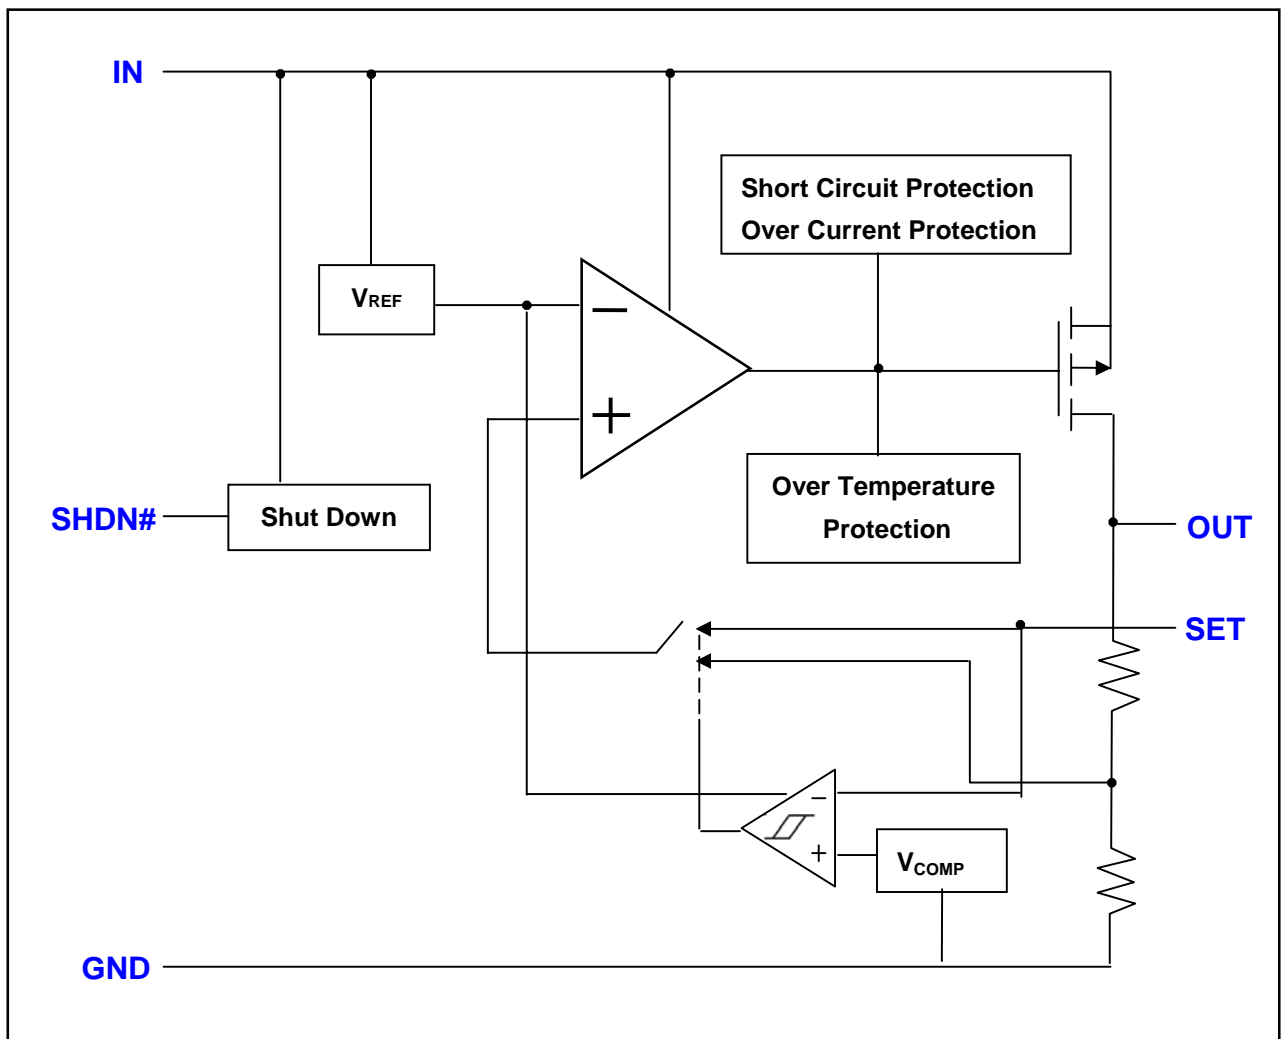 IN
Short Circuit Protection
Over Current Protection
VREF
−
+
Over Temperature
Protection
SHDN#
Shut Down
OUT
SET
−
+
VCOMP
GND